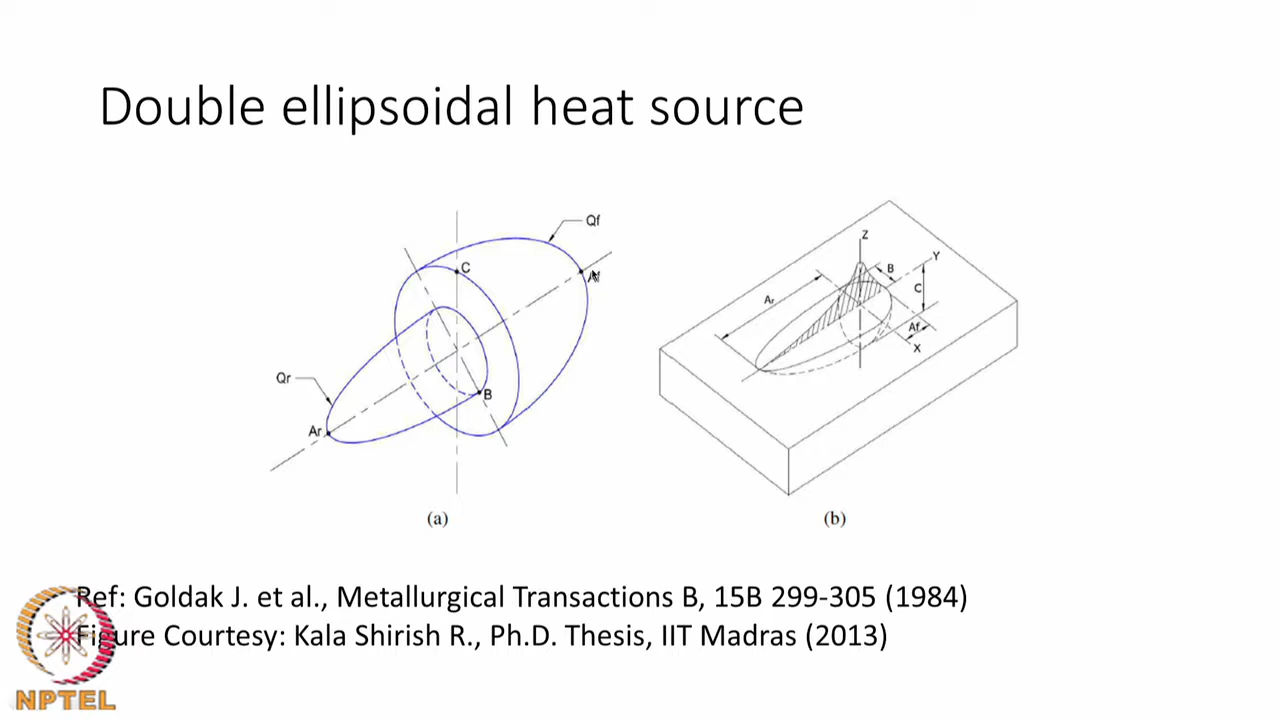 Double ellipsoidal heat source
Qf
C
Af
Qr
B
Ar
(a)
Z
Y
B
C
Ar
Af
X
(b)
Ref: Goldak J. et al., Metallurgical Transactions B, 15B 299-305 (1984)
Figure Courtesy: Kala Shirish R., Ph.D. Thesis, IIT Madras (2013)
NPTEL